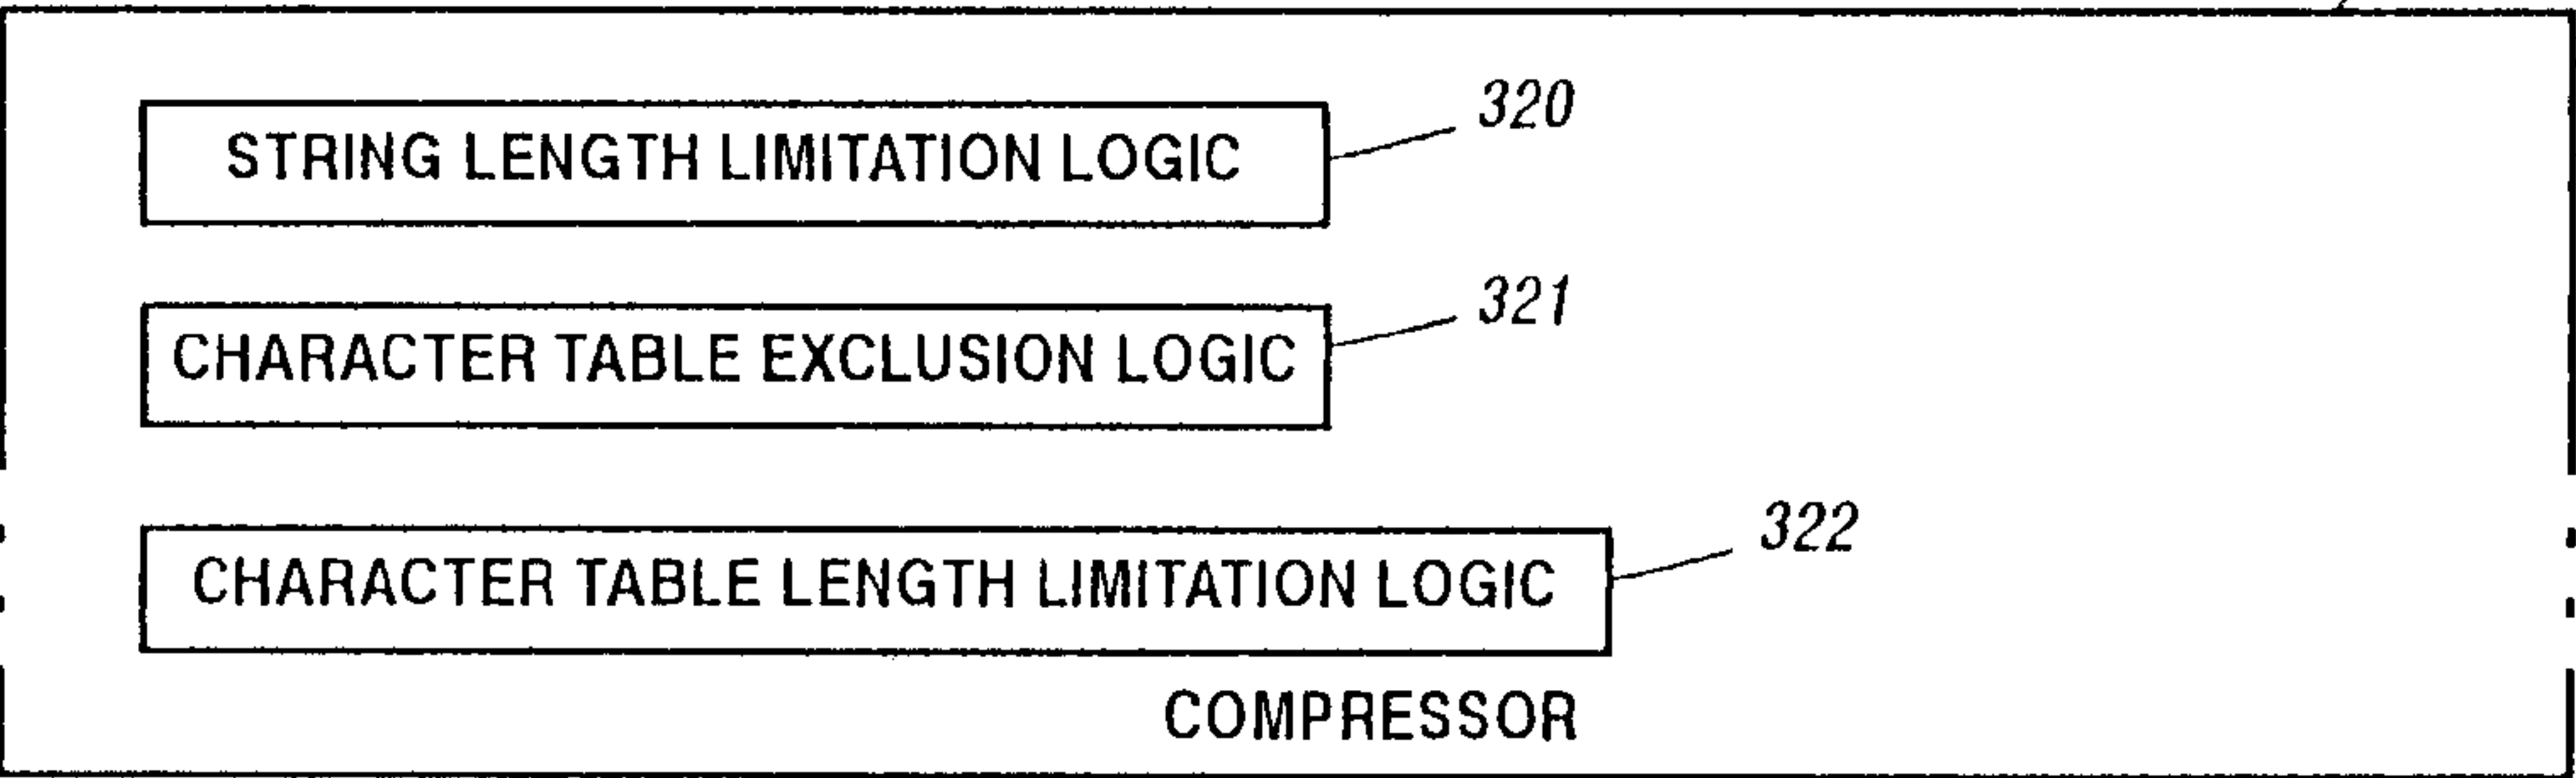 320
STRING LENGTH LIMITATION LOGIC
321
CHARACTER TABLE EXCLUSION LOGIC
322
CHARACTER TABLE LENGTH LIMITATION LOGIC
COMPRESSOR